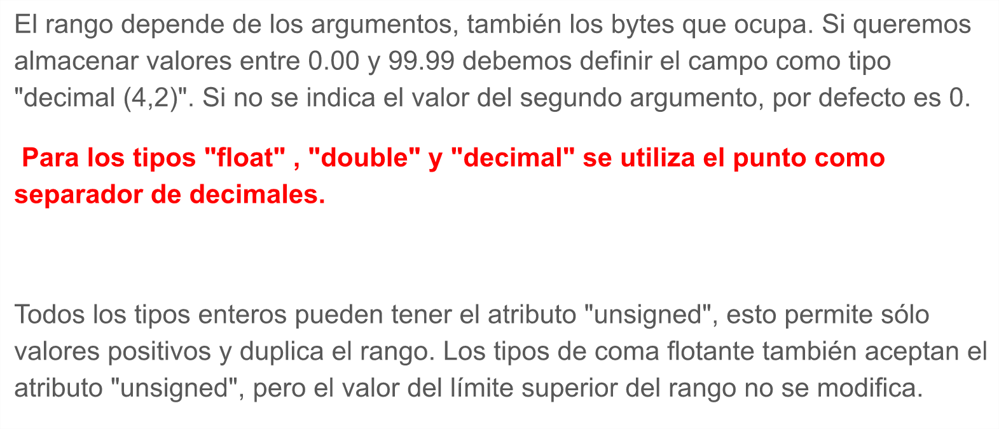 El rango depende de los argumentos, también los bytes que ocupa. Si queremos
almacenar valores entre 0.00 y 99.99 debemos definir el campo como tipo
"decimal (4,2)". Si no se indica el valor del segundo argumento, por defecto es 0.
Para los tipos "float" , "double" y "decimal" se utiliza el punto como
separador de decimales.
Todos los tipos enteros pueden tener el atributo "unsigned", esto permite sólo
valores positivos y duplica el rango. Los tipos de coma flotante también aceptan el
atributo "unsigned", pero el valor del límite superior del rango no se modifica.